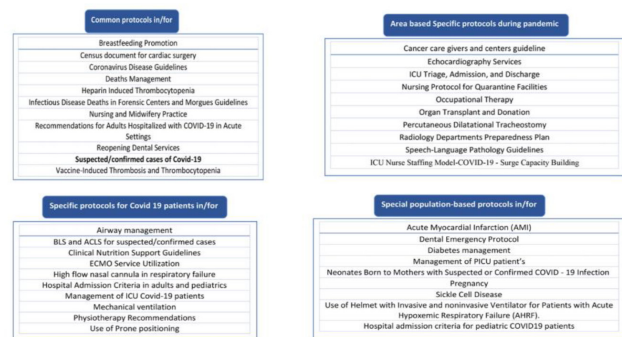 Common protocols in/for
Breastfeeding Promotion
Census document for cardiac surgery
Coronavirus Disease Guidelines
Deaths Management
Heparin Induced Thrombocytopenia
Infectious Disease Deaths in Forensic Centers and Morgues Guidelines
Nursing and Midwifery Practice
Recommendations for Adults Hospitalized with COVID-19 in Acute
Settings
Reopening Dental Services
Suspected/confirmed cases of Covid-19
Vaccine-Induced Thrombosis and Thrombocytopenia
Area based Specific protocols during pandemic
Cancer care givers and centers guideline
Echocardiography Services
ICU Triage, Admission, and Discharge
Nursing Protocol for Quarantine Facilities
Occupational Therapy
Organ Transplant and Donation
Percutaneous Dilatational Tracheostomy
Radiology Departments Preparedness Plan
Speech-Language Pathology Guidelines
ICU Nurse Staffing Model-COVID-19 - Surge Capacity Building
Specific protocols for Covid 19 patients in/for
Airway management
BLS and ACLS for suspected/confirmed cases
Clinical Nutrition Support Guidelines
ECMO Service Utilization
High flow nasal cannula in respiratory failure
Hospital Admission Criteria in adults and pediatrics
Management of ICU Covid-19 patients
Mechanical ventilation
Physiotherapy Recommendations
Use of Prone positioning
Special population-based protocols in/for
Acute Myocardial Infarction (AMI)
Dental Emergency Protocol
Diabetes management
Management of PICU patient's
Neonates Born to Mothers with Suspected or Confirmed COVID - 19 Infection
Pregnancy
Sickle Cell Disease
Use of Helmet with Invasive and noninvasive Ventilator for Patients with Acute
Hypoxemic Respiratory Failure (AHRF).
Hospital admission criteria for pediatric COVID19 patients